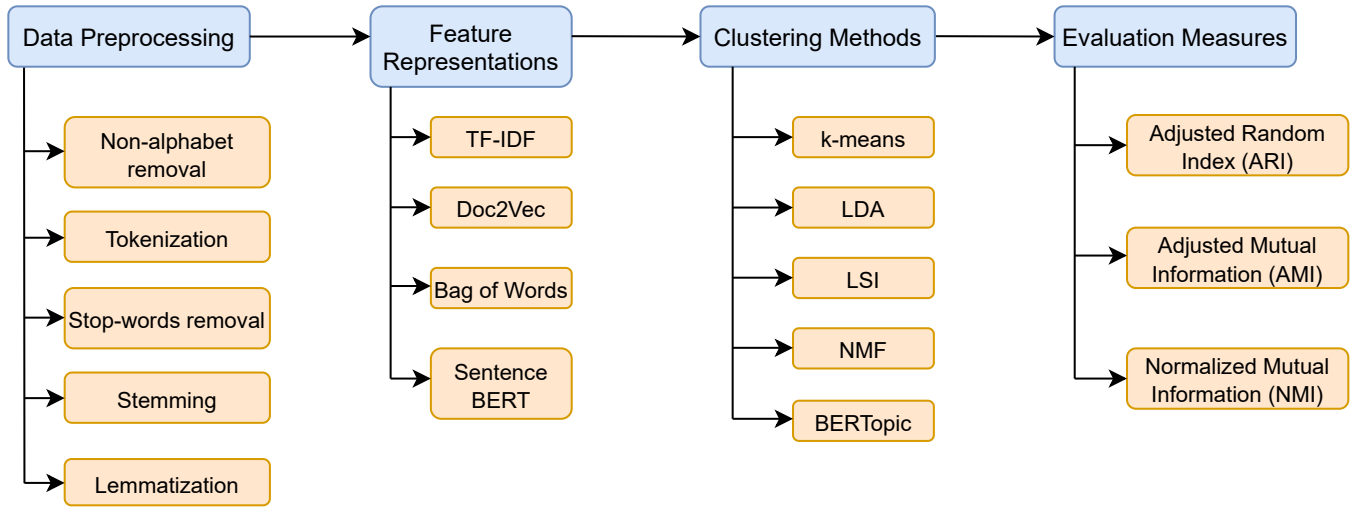 Data Preprocessing
Non-alphabet
removal
Tokenization
Stop-words removal
Stemming
Lemmatization
Feature
Representations
TF-IDF
Doc2Vec
Bag of Words
Sentence
BERT
Clustering Methods
k-means
LDA
LSI
NMF
BERTopic
Evaluation Measures
Adjusted Random
Index (ARI)
Adjusted Mutual
Information (AMI)
Normalized Mutual
Information (NMI)